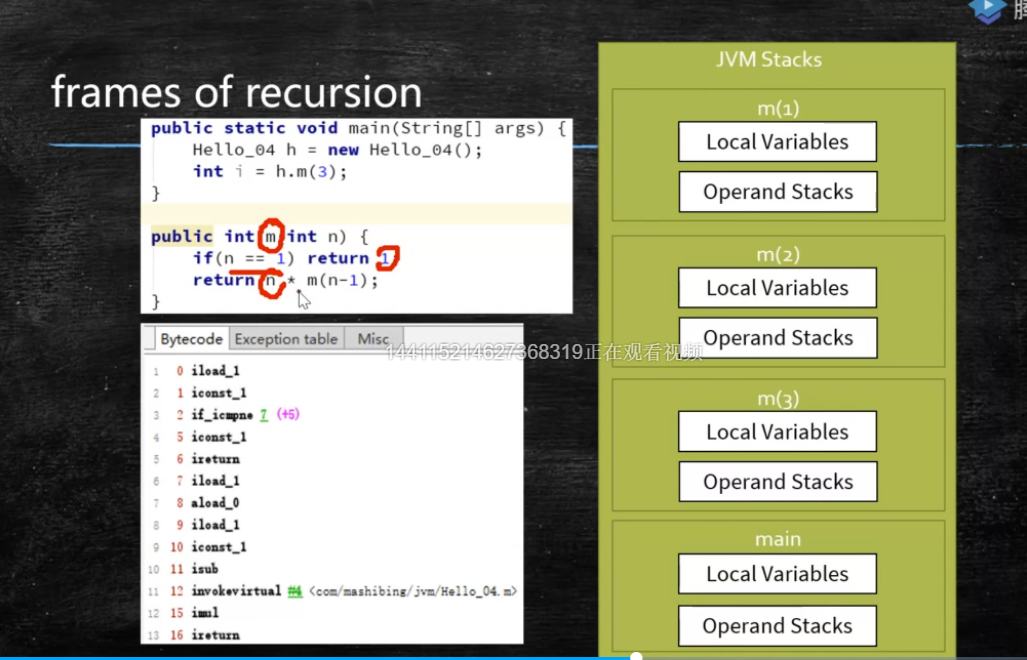 腾
frames of recursion
public static void main(String[] args) {
Hello_04 h = new Hello_04();
int i = h.m(3);
}
public int m(int n) {
if(n == 1) return 1;
return n * m(n-1);
}
Bytecode Exception table Misc
1 0 iload_1
2 1 iconst_1
3 2 if_icmpne 7 (+5)
4 5 iconst_1
5 6 ireturn
6 7 iload_1
7 8 aload_0
8 9 iload_1
9 10 iconst_1
10 11 isub
11 12 invokevirtual #4 <com/mashibing/jvm/Hello_04.m>
12 15 imul
13 16 ireturn
144115214627368319正在观看视频
JVM Stacks
m(1)
Local Variables
Operand Stacks
m(2)
Local Variables
Operand Stacks
m(3)
Local Variables
Operand Stacks
main
Local Variables
Operand Stacks